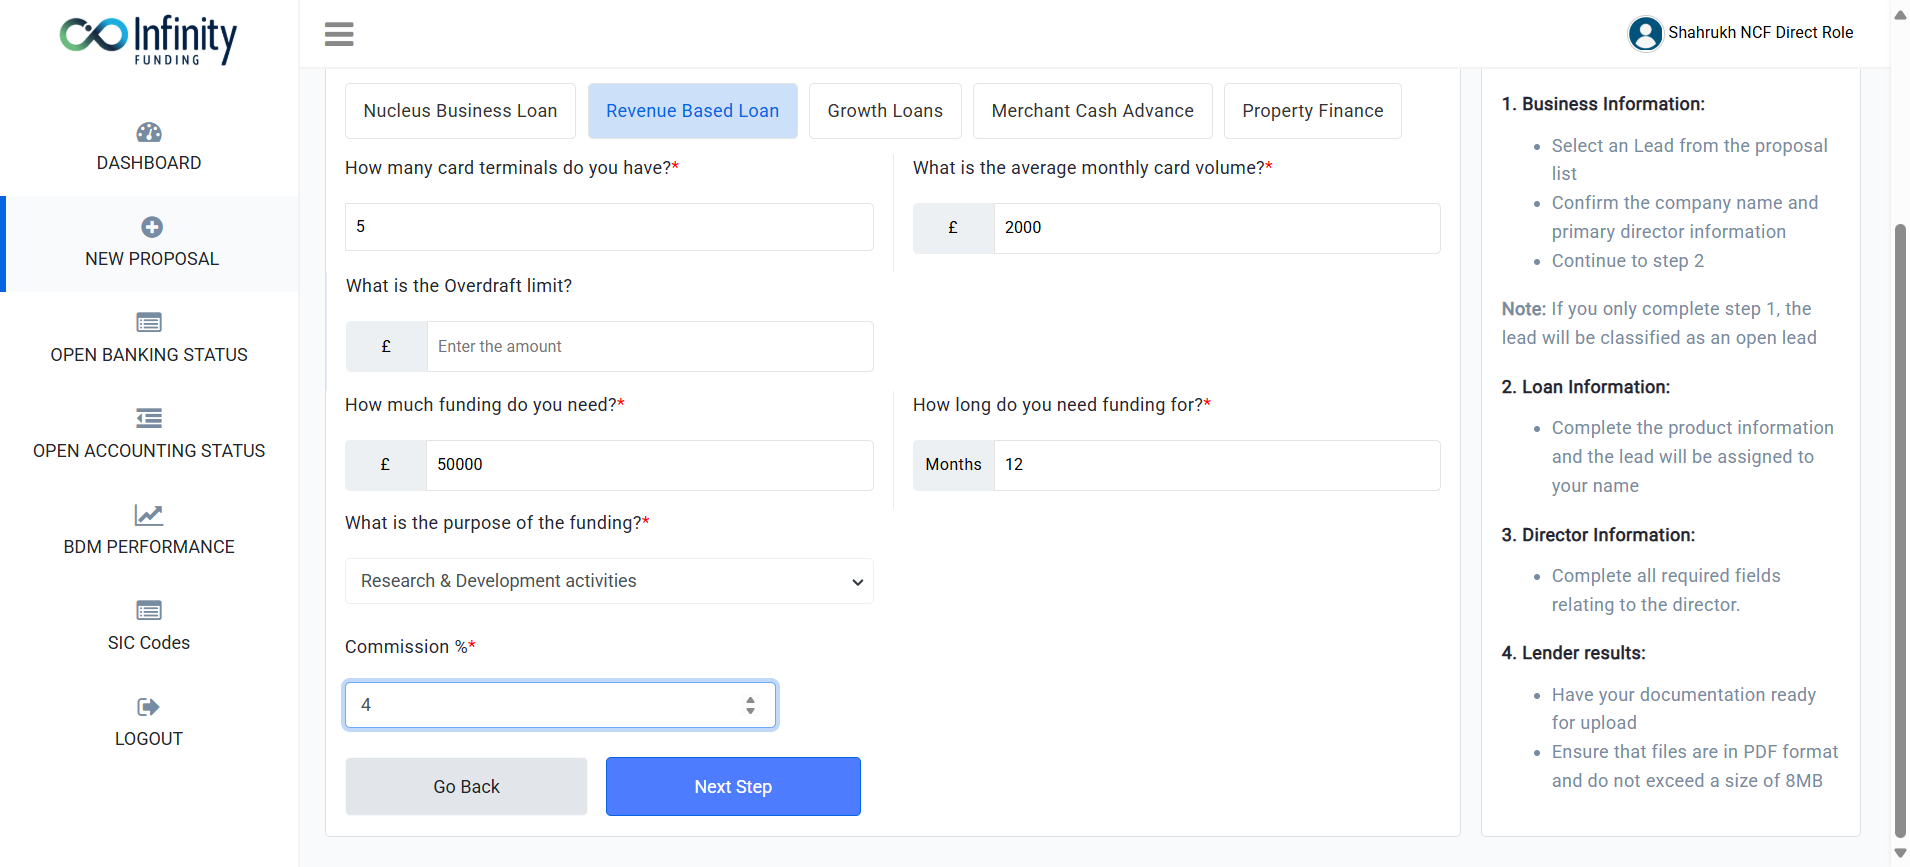 Infinity
FUNDING
Shahrukh NCF Direct Role
DASHBOARD
NEW PROPOSAL
OPEN BANKING STATUS
OPEN ACCOUNTING STATUS
BDM PERFORMANCE
SIC Codes
LOGOUT
Nucleus Business Loan
Revenue Based Loan
Growth Loans
Merchant Cash Advance
Property Finance
How many card terminals do you have?*
5
What is the average monthly card volume?*
£ 2000
What is the Overdraft limit?
£ Enter the amount
How much funding do you need?*
£ 50000
How long do you need funding for?*
Months 12
What is the purpose of the funding?*
Research & Development activities
Commission %*
4
Go Back
Next Step
1. Business Information:
• Select an Lead from the proposal
list
• Confirm the company name and
primary director information
• Continue to step 2
Note: If you only complete step 1, the
lead will be classified as an open lead
2. Loan Information:
• Complete the product information
and the lead will be assigned to
your name
3. Director Information:
• Complete all required fields
relating to the director.
4. Lender results:
• Have your documentation ready
for upload
• Ensure that files are in PDF format
and do not exceed a size of 8MB